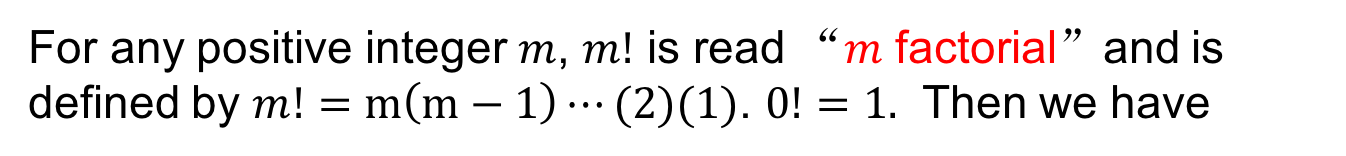 For any positive integer m, m! is read “m factorial” and is
defined by m! = m(m − 1) ⋯ (2)(1). 0! = 1. Then we have